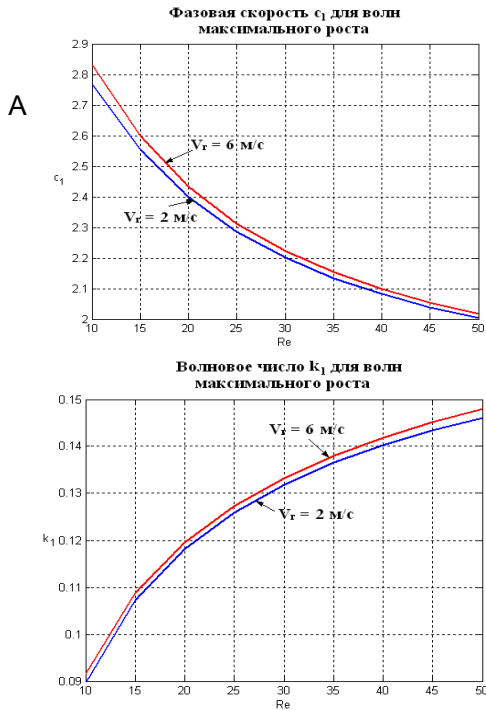 Фазовая скорость c₁ для волн
максимального роста
A
2.9
2.8
2.7
2.6
2.5
2.4
2.3
2.2
2.1
2
c₁
Vᵣ = 6 м/с
Vᵣ = 2 м/с
10 15 20 25 30 35 40 45 50
Re
Волновое число k₁ для волн
максимального роста
0.15
0.14
0.13
0.12
0.11
0.1
0.09
k₁
Vᵣ = 6 м/с
Vᵣ = 2 м/с
10 15 20 25 30 35 40 45 50
Re